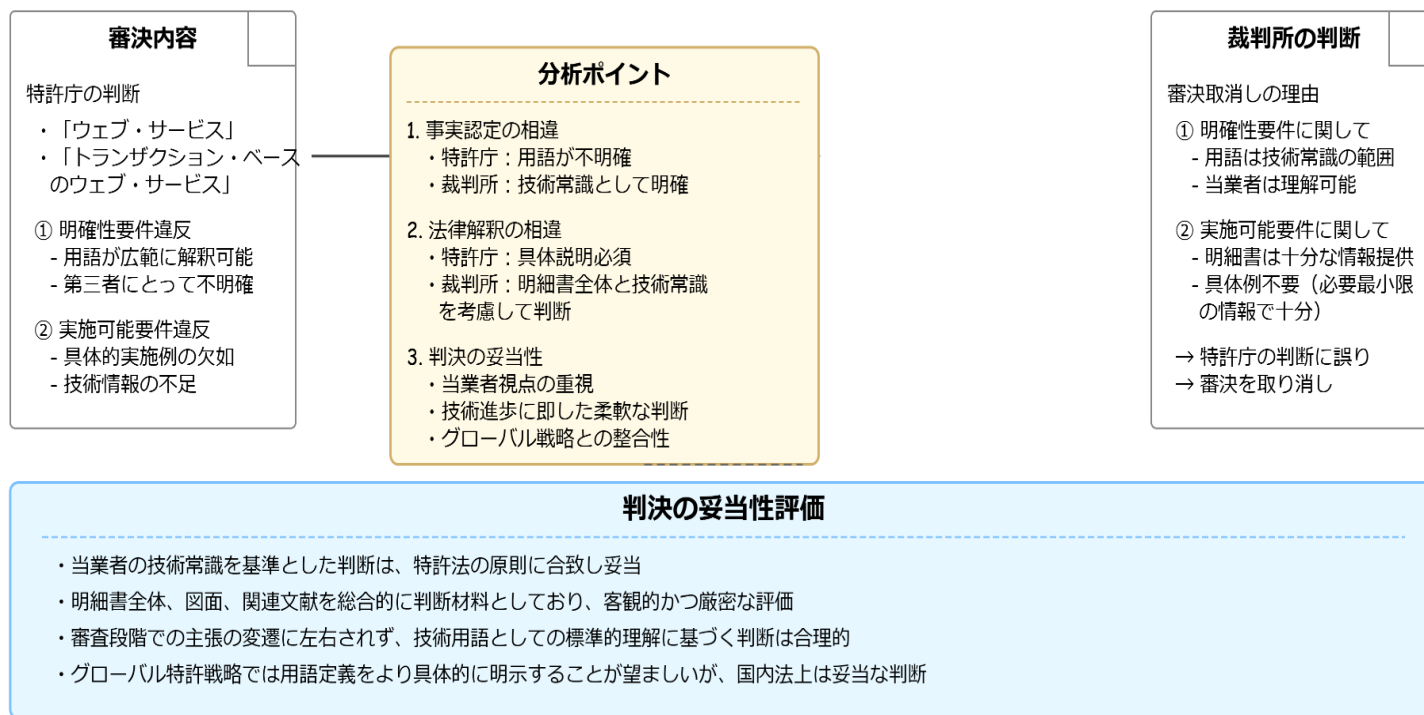 審決内容
特許庁の判断
・「ウェブ・サービス」
・「トランザクション・ベース
のウェブ・サービス」
① 明確性要件違反
- 用語が広範に解釈可能
- 第三者にとって不明確
② 実施可能要件違反
- 具体的実施例の欠如
- 技術情報の不足
分析ポイント
1. 事実認定の相違
・特許庁：用語が不明確
・裁判所：技術常識として明確
2. 法律解釈の相違
・特許庁：具体説明必須
・裁判所：明細書全体と技術常識
を考慮して判断
3. 判決の妥当性
・当業者視点の重視
・技術進歩に即した柔軟な判断
・グローバル戦略との整合性
裁判所の判断
審決取消しの理由
① 明確性要件に関して
- 用語は技術常識の範囲
- 当業者は理解可能
② 実施可能要件に関して
- 明細書は十分な情報提供
- 具体例不要（必要最小限
の情報で十分）
→ 特許庁の判断に誤り
→ 審決を取り消し
判決の妥当性評価
・当業者の技術常識を基準とした判断は、特許法の原則に合致し妥当
・明細書全体、図面、関連文献を総合的に判断材料としており、客観的かつ厳密な評価
・審査段階での主張の変遷に左右されず、技術用語としての標準的理解に基づく判断は合理的
・グローバル特許戦略では用語定義をより具体的に明示することが望ましいが、国内法上は妥当な判断